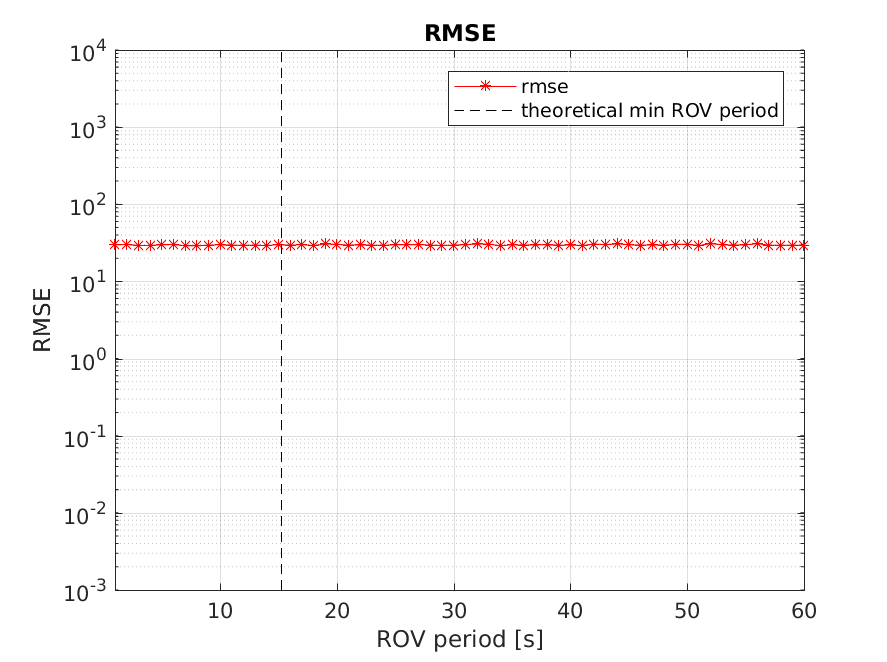 RMSE
rmse
theoretical min ROV period
10^4
10^3
10^2
10^1
10^0
10^-1
10^-2
10^-3
RMSE
10 20 30 40 50 60
ROV period [s]